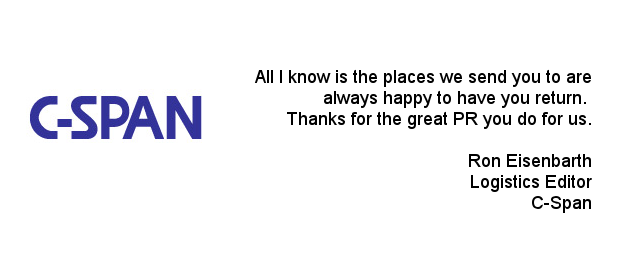 C-SPAN
All I know is the places we send you to are
always happy to have you return.
Thanks for the great PR you do for us.
Ron Eisenbarth
Logistics Editor
C-Span